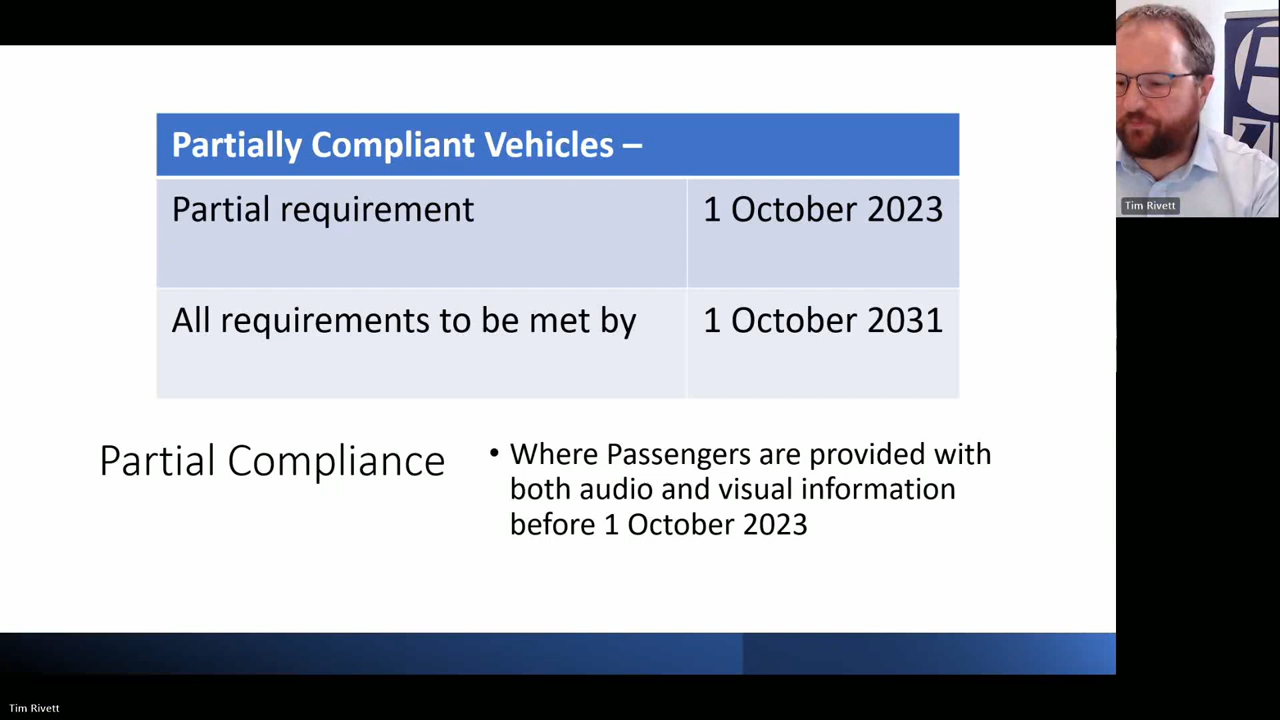 Partially Compliant Vehicles –
Partial requirement
1 October 2023
All requirements to be met by
1 October 2031
Partial Compliance
• Where Passengers are provided with
both audio and visual information
before 1 October 2023
Tim Rivett
Tim Rivett